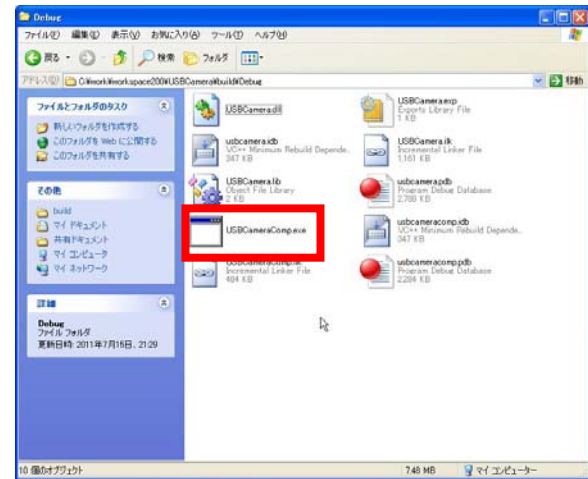 Debug
ファイル(F) 編集(E) 表示(V) お気に入り(A) ツール(T) ヘルプ(H)
戻る 検索 フォルダ
アドレス(D) C:¥work¥workspace200¥USBCamera¥build¥Debug 移動
ファイルとフォルダのタスク
新しいフォルダを作成する
このフォルダを Web に公開する
このフォルダを共有する
その他
build
マイ ドキュメント
共有ドキュメント
マイ コンピュータ
マイ ネットワーク
詳細
Debug
ファイル フォルダ
更新日時: 2011年7月15日、21:29
USBCamera.dll
USBCamera.exp
Exports Library File
1 KB
usbcamera.idb
VC++ Minimum Rebuild Depende...
347 KB
USBCamera.ilk
Incremental Linker File
1,161 KB
USBCamera.lib
Object File Library
2 KB
usbcamera.pdb
Program Debug Database
2,788 KB
USBCameraComp.exe
usbcameracomp.idb
VC++ Minimum Rebuild Depende...
347 KB
USBCameraComp.ilk
Incremental Linker File
484 KB
usbcameracomp.pdb
Program Debug Database
2,284 KB
10 個のオブジェクト 7.48 MB マイ コンピュータ